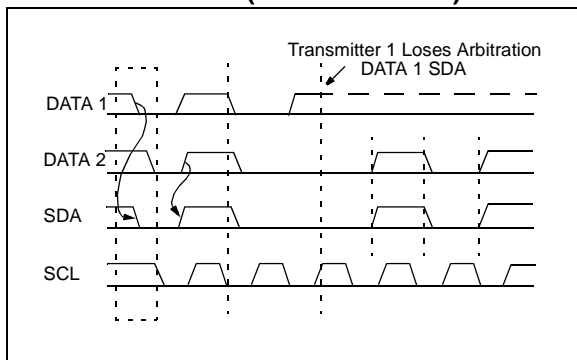 Transmitter 1 Loses Arbitration
DATA 1 SDA
DATA 1
DATA 2
SDA
SCL